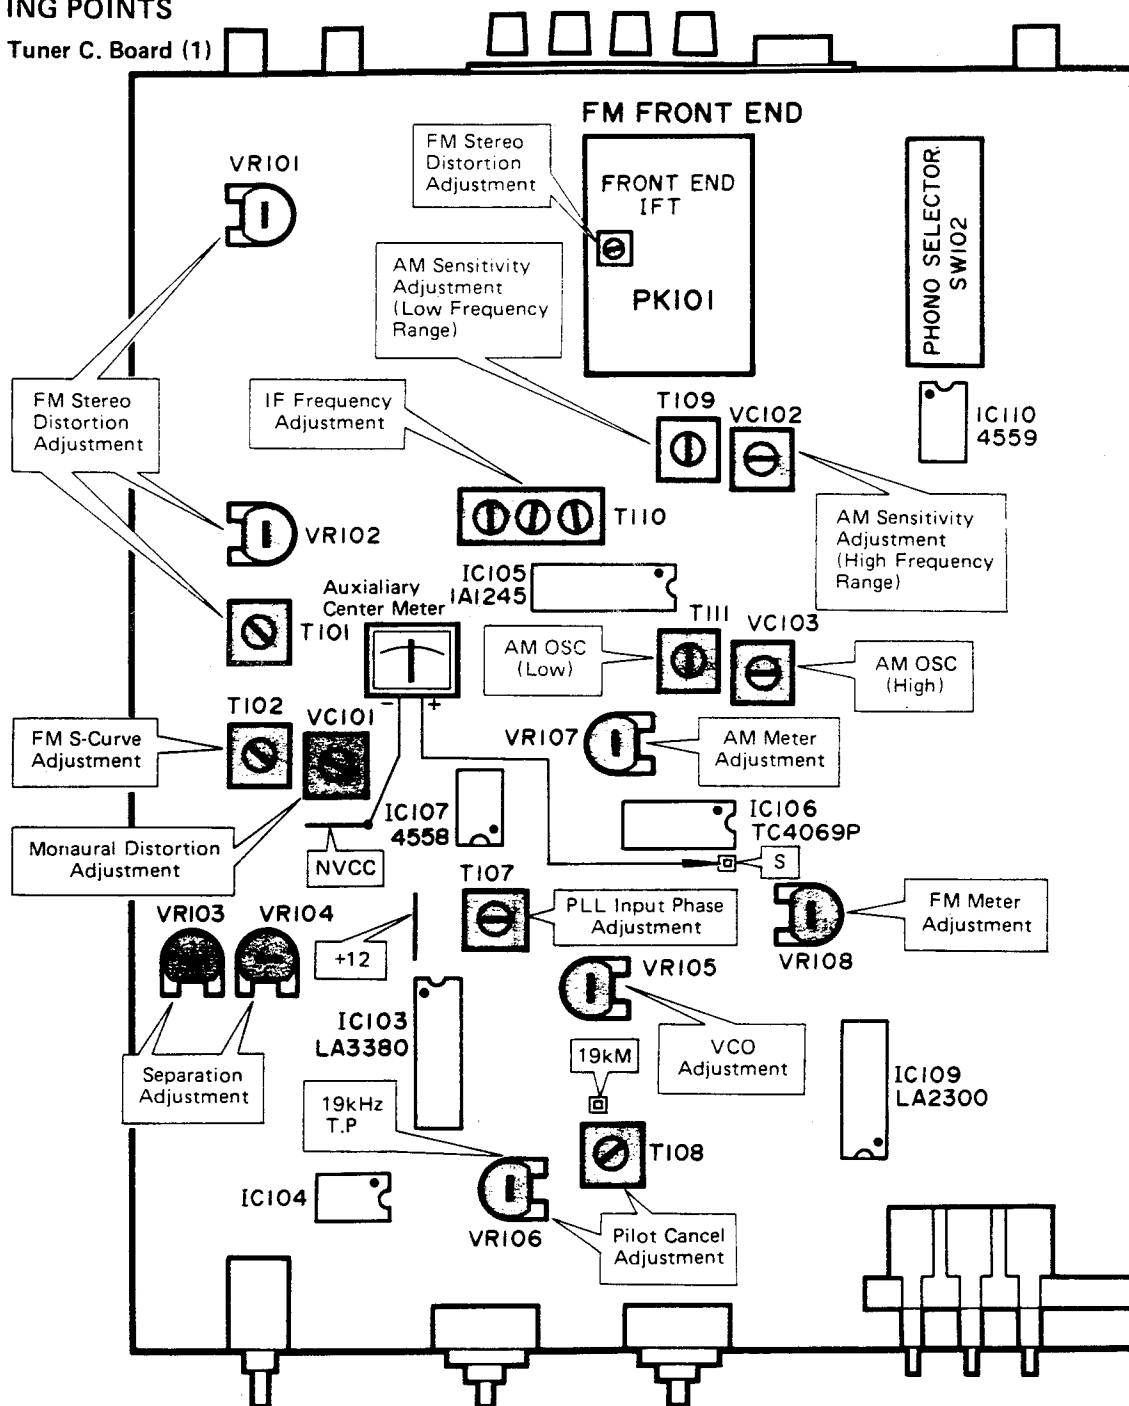 ING POINTS
Tuner C. Board (1)
FM FRONT END
FM Stereo
Distortion
Adjustment
VR101
FRONT END
IFT
PK101
PHONO SELECTOR
SW102
AM Sensitivity
Adjustment
(Low Frequency
Range)
FM Stereo
Distortion
Adjustment
IF Frequency
Adjustment
T109
VC102
IC110
4559
T110
VR102
AM Sensitivity
Adjustment
(High Frequency
Range)
IC105
1A1245
Auxialiary
Center Meter
T101
T111
VC103
AM OSC
(Low)
AM OSC
(High)
- +
T102
VC101
FM S-Curve
Adjustment
VR107
AM Meter
Adjustment
IC107
4558
IC106
TC4069P
Monaural Distortion
Adjustment
NVCC
S
T107
VR103
VR104
PLL Input Phase
Adjustment
FM Meter
Adjustment
+12
VR108
VR105
IC103
LA3380
VCO
Adjustment
19kM
Separation
Adjustment
IC109
LA2300
19kHz
T.P
T108
IC104
VR106
Pilot Cancel
Adjustment